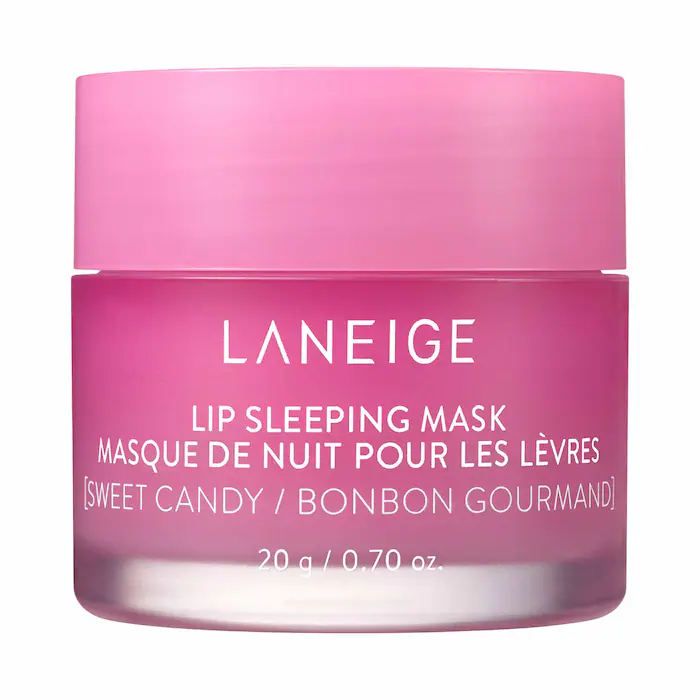 LANEIGE
LIP SLEEPING MASK
MASQUE DE NUIT POUR LES LÈVRES
[SWEET CANDY / BONBON GOURMAND]
20 g / 0.70 oz.